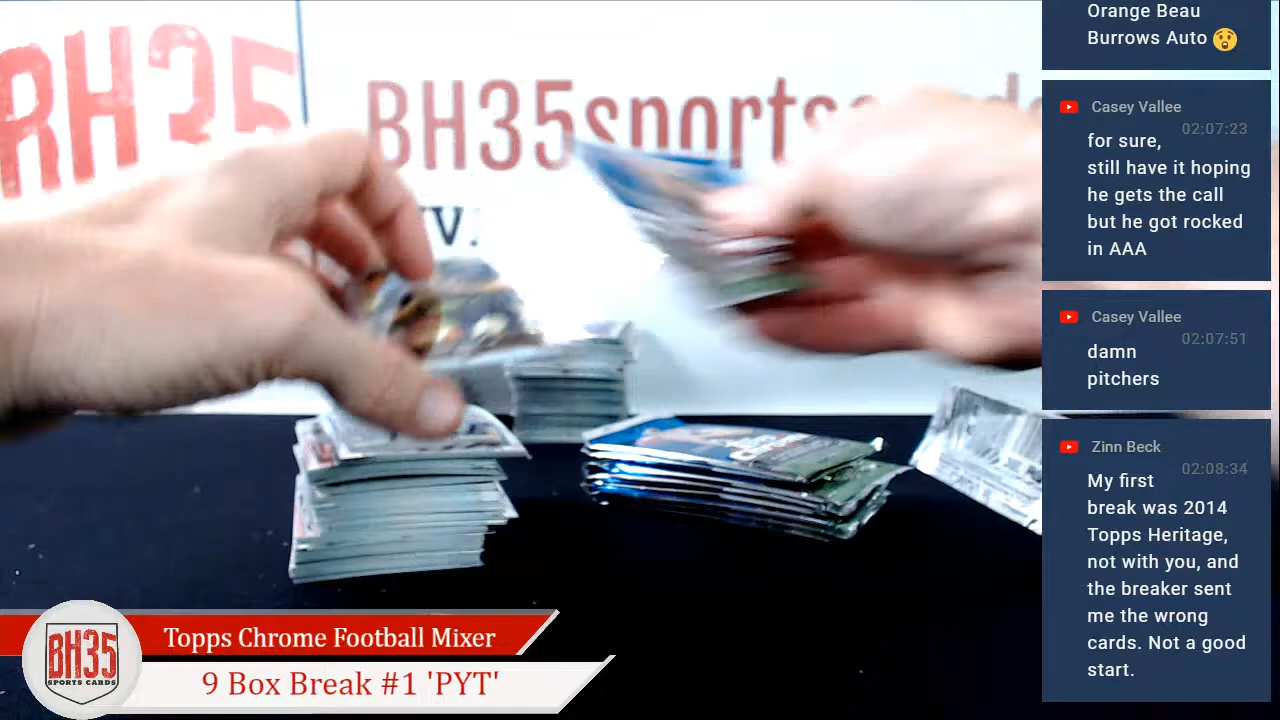 BH35
BH35sports
Orange Beau
Burrows Auto 😲
Casey Vallee
02:07:23
for sure,
still have it hoping
he gets the call
but he got rocked
in AAA
Casey Vallee
02:07:51
damn
pitchers
Zinn Beck
02:08:34
My first
break was 2014
Topps Heritage,
not with you, and
the breaker sent
me the wrong
cards. Not a good
start.
BH35
SPORTS CARDS
Topps Chrome Football Mixer
9 Box Break #1 'PYT'